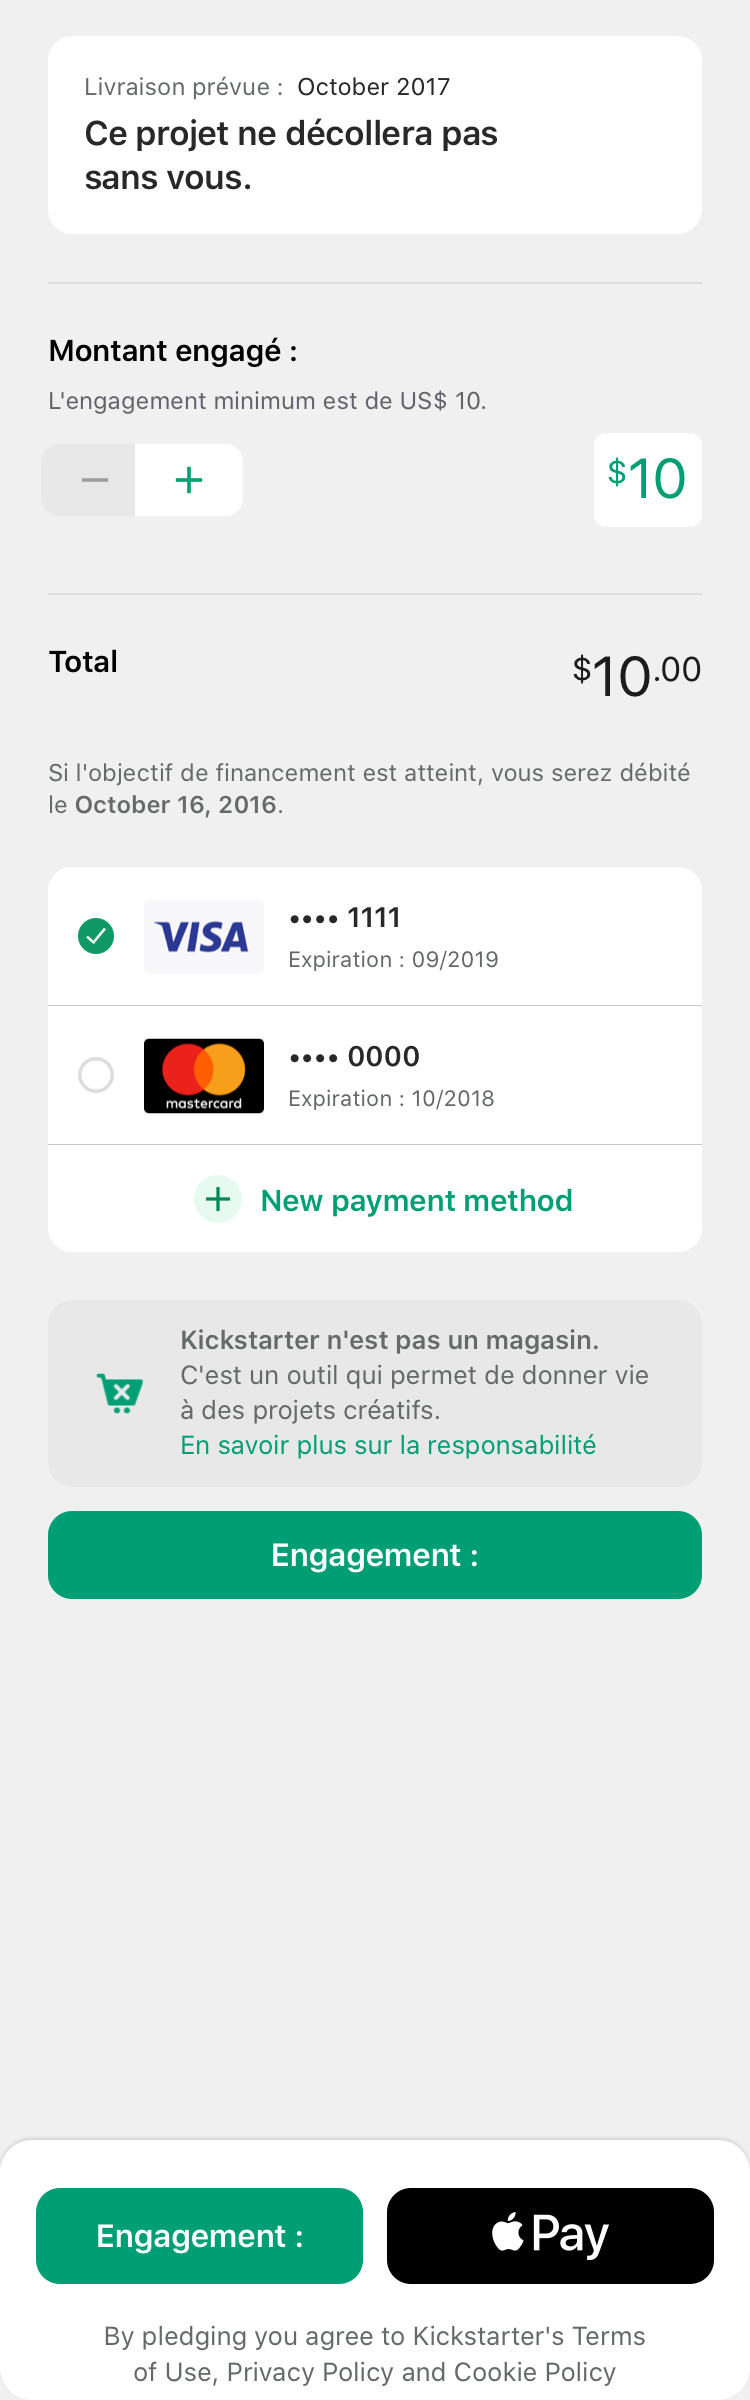 Livraison prévue : October 2017
Ce projet ne décollera pas
sans vous.
Montant engagé :
L'engagement minimum est de US$ 10.
− +
$10
Total
$10.00
Si l'objectif de financement est atteint, vous serez débité
le October 16, 2016.
VISA
•••• 1111
Expiration : 09/2019
mastercard
•••• 0000
Expiration : 10/2018
+ New payment method
Kickstarter n'est pas un magasin.
C'est un outil qui permet de donner vie
à des projets créatifs.
En savoir plus sur la responsabilité
Engagement :
Engagement :
Pay
By pledging you agree to Kickstarter's Terms
of Use, Privacy Policy and Cookie Policy